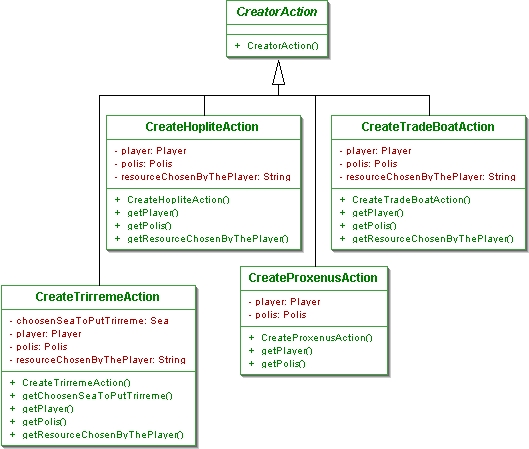 CreatorAction
+ CreatorAction()
CreateHopliteAction
- player: Player
- polis: Polis
- resourceChosenByThePlayer: String
+ CreateHopliteAction()
+ getPlayer()
+ getPolis()
+ getResourceChosenByThePlayer()
CreateTradeBoatAction
- player: Player
- polis: Polis
- resourceChosenByThePlayer: String
+ CreateTradeBoatAction()
+ getPlayer()
+ getPolis()
+ getResourceChosenByThePlayer()
CreateTrirremeAction
- choosenSeaToPutTrirreme: Sea
- player: Player
- polis: Polis
- resourceChosenByThePlayer: String
+ CreateTrirremeAction()
+ getChoosenSeaToPutTrirreme()
+ getPlayer()
+ getPolis()
+ getResourceChosenByThePlayer()
CreateProxenusAction
- player: Player
- polis: Polis
+ CreateProxenusAction()
+ getPlayer()
+ getPolis()